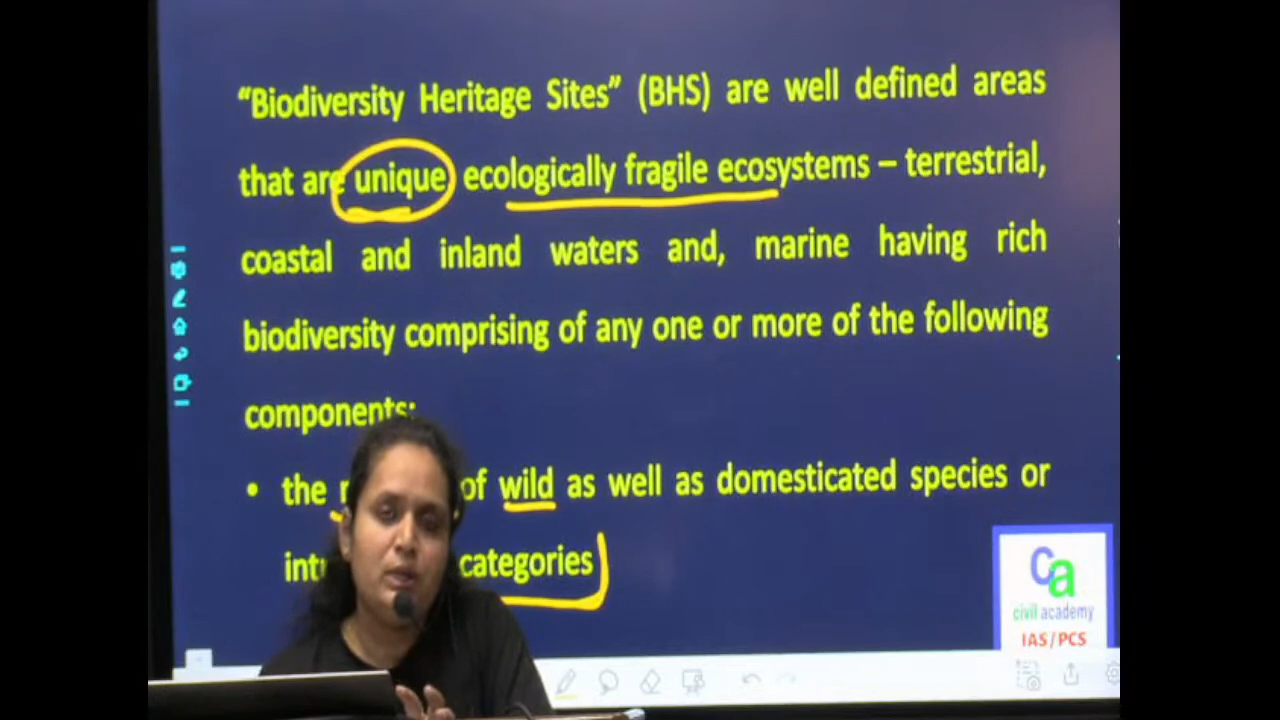 “Biodiversity Heritage Sites” (BHS) are well defined areas
that are unique ecologically fragile ecosystems – terrestrial,
coastal and inland waters and, marine having rich
biodiversity comprising of any one or more of the following
components:
• the of wild as well as domesticated species or
categories
ca
civil academy
IAS/PCS